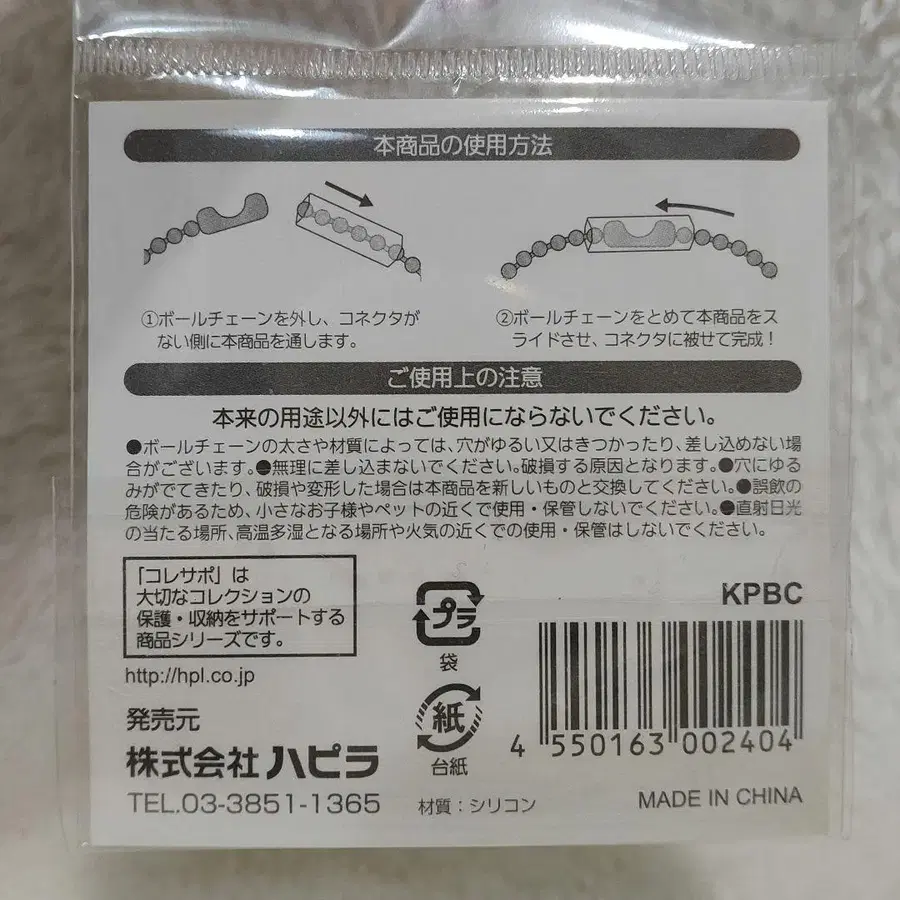 本商品の使用方法
①ボールチェーンを外し、コネクタが
ない側に本商品を通します。
②ボールチェーンをとめて本商品をス
ライドさせ、コネクタに被せて完成!
ご使用上の注意
本来の用途以外にはご使用にならないでください。
●ボールチェーンの太さや材質によっては、穴がゆるい又はきつかったり、差し込めない場
合がございます。●無理に差し込まないでください。破損する原因となります。●穴にゆる
みがでてきたり、破損や変形した場合は本商品を新しいものと交換してください。●誤飲の
危険があるため、小さなお子様やペットの近くで使用・保管しないでください。●直射日光
の当たる場所、高温多湿となる場所や火気の近くでの使用・保管はしないでください。
「コレサポ」は
大切なコレクションの
保護・収納をサポートする
商品シリーズです。
http://hpl.co.jp
発売元
株式会社ハピラ
TEL.03-3851-1365
プラ
袋
紙
台紙
材質:シリコン
KPBC
4 550163 002404
MADE IN CHINA